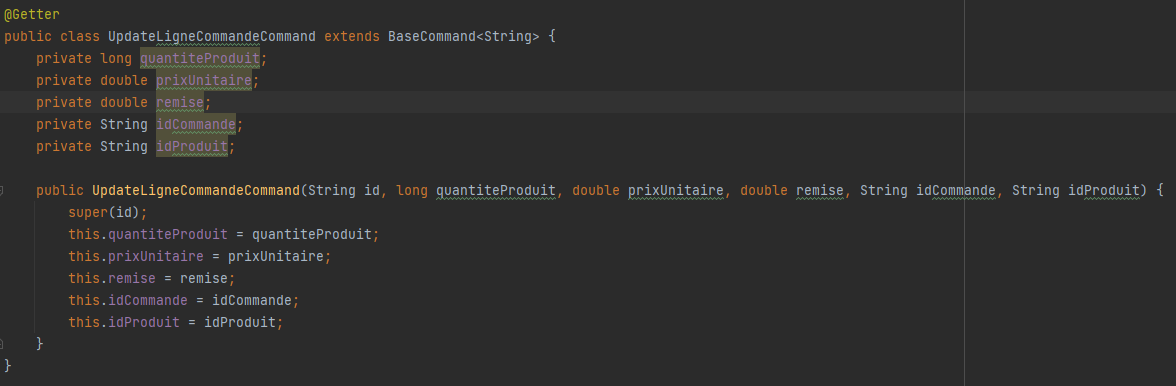 @Getter
public class UpdateLigneCommandeCommand extends BaseCommand<String> {
    private long quantiteProduit;
    private double prixUnitaire;
    private double remise;
    private String idCommande;
    private String idProduit;

    public UpdateLigneCommandeCommand(String id, long quantiteProduit, double prixUnitaire, double remise, String idCommande, String idProduit) {
        super(id);
        this.quantiteProduit = quantiteProduit;
        this.prixUnitaire = prixUnitaire;
        this.remise = remise;
        this.idCommande = idCommande;
        this.idProduit = idProduit;
    }
}